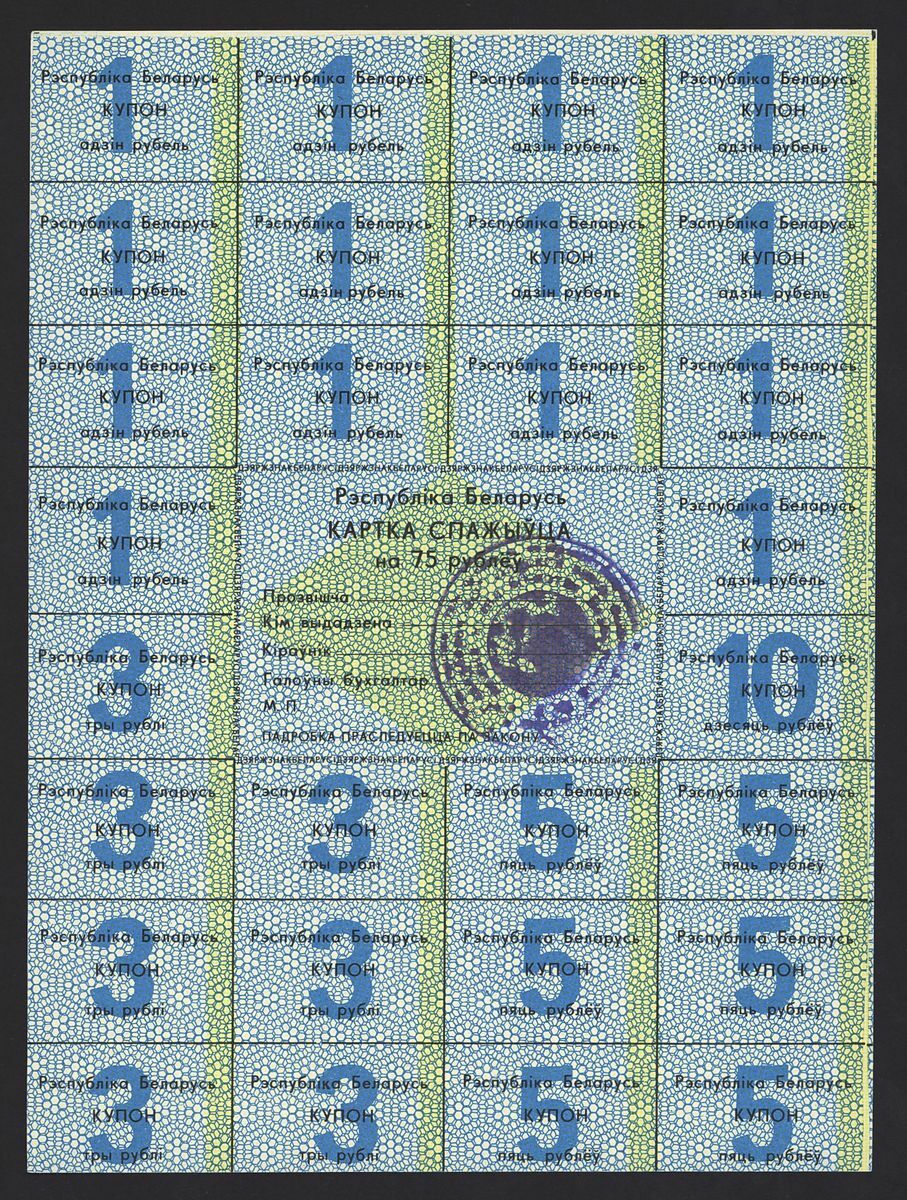 1 1 1 1
Рэспубліка Беларусь Рэспубліка Беларусь Рэспубліка Беларусь Рэспубліка Беларусь
КУПОН КУПОН КУПОН КУПОН
адзін рубель адзін рубель адзін рубель адзін рубель
1 1 1 1
Рэспубліка Беларусь Рэспубліка Беларусь Рэспубліка Беларусь Рэспубліка Беларусь
КУПОН КУПОН КУПОН КУПОН
адзін рубель адзін рубель адзін рубель адзін рубель
1 1 1 1
Рэспубліка Беларусь Рэспубліка Беларусь Рэспубліка Беларусь Рэспубліка Беларусь
КУПОН КУПОН КУПОН КУПОН
адзін рубель адзін рубель адзін рубель адзін рубель
1
Рэспубліка Беларусь
КУПОН
адзін рубель
ДЗЯРЖЗНАКБЕЛАРУСІДЗЯРЖЗНАКБЕЛАРУСІДЗЯРЖЗНАКБЕЛАРУСІДЗЯРЖЗНАКБЕЛАРУСІДЗЯ
Рэспубліка Беларусь
КАРТКА СПАЖЫЎЦА
на 75 рублёў
Прозвішча
Кім выдадзена
Кіраўнік
Галоўны бухгалтар
М. П.
ПАДРОБКА ПРАСЛЕДУЕЦЦА ПА ЗАКОНУ
ДЗЯРЖЗНАКБЕЛАРУСІДЗЯРЖЗНАКБЕЛАРУСІДЗЯРЖЗНАКБЕЛАРУСІДЗЯРЖЗНАКБЕЛАРУСІДЗЯ
1
Рэспубліка Беларусь
КУПОН
адзін рубель
3
Рэспубліка Беларусь
КУПОН
тры рублі
10
Рэспубліка Беларусь
КУПОН
дзесяць рублёў
3 3 5 5
Рэспубліка Беларусь Рэспубліка Беларусь Рэспубліка Беларусь Рэспубліка Беларусь
КУПОН КУПОН КУПОН КУПОН
тры рублі тры рублі пяць рублёў пяць рублёў
3 3 5 5
Рэспубліка Беларусь Рэспубліка Беларусь Рэспубліка Беларусь Рэспубліка Беларусь
КУПОН КУПОН КУПОН КУПОН
тры рублі тры рублі пяць рублёў пяць рублёў
3 3 5 5
Рэспубліка Беларусь Рэспубліка Беларусь Рэспубліка Беларусь Рэспубліка Беларусь
КУПОН КУПОН КУПОН КУПОН
тры рублі тры рублі пяць рублёў пяць рублёў